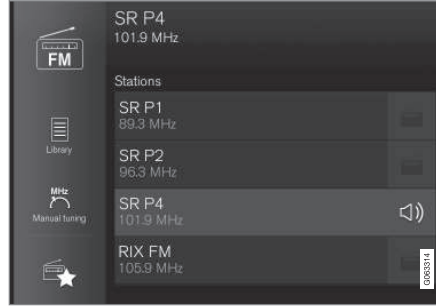 SR P4
101.9 MHz
FM
Stations
SR P1
89.3 MHz
Library
SR P2
96.3 MHz
MHz
Manual tuning
SR P4
101.9 MHz
RIX FM
105.9 MHz
G063314